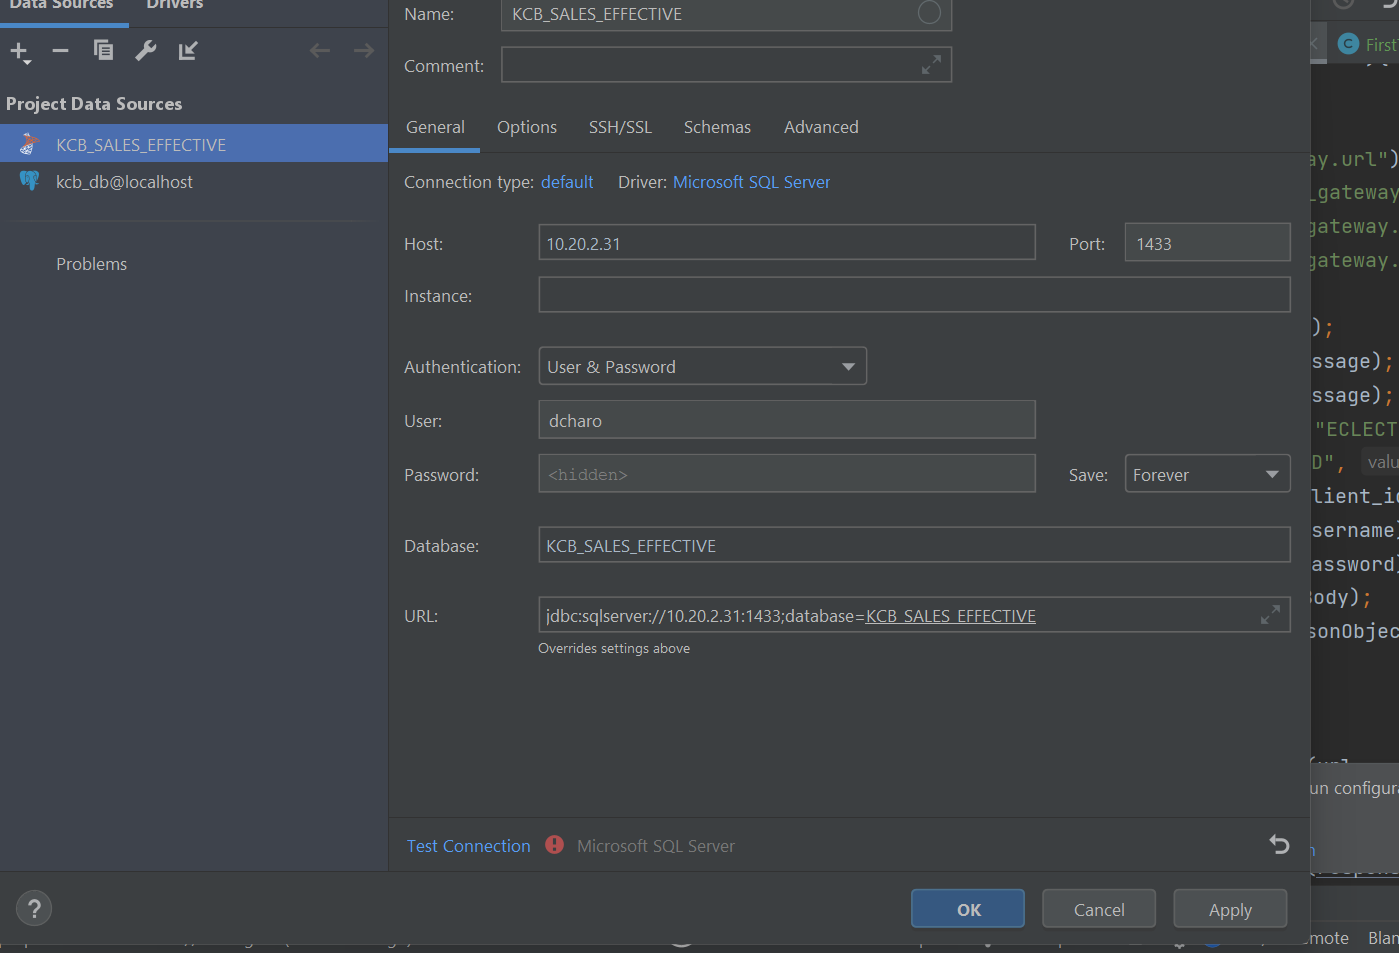 Data Sources Drivers
Name: KCB_SALES_EFFECTIVE
Comment:
Project Data Sources
KCB_SALES_EFFECTIVE
kcb_db@localhost
Problems
General Options SSH/SSL Schemas Advanced
Connection type: default Driver: Microsoft SQL Server
Host: 10.20.2.31 Port: 1433
Instance:
Authentication: User & Password
User: dcharo
Password: <hidden> Save: Forever
Database: KCB_SALES_EFFECTIVE
URL: jdbc:sqlserver://10.20.2.31:1433;database=KCB_SALES_EFFECTIVE
Overrides settings above
Test Connection Microsoft SQL Server
? OK Cancel Apply
C First
ay.url")
_gateway
gateway.
gateway.
);
ssage);
ssage);
"ECLECT
D", valu
lient_i
sername)
assword)
Body);
sonObjec
un configura
mote Blan